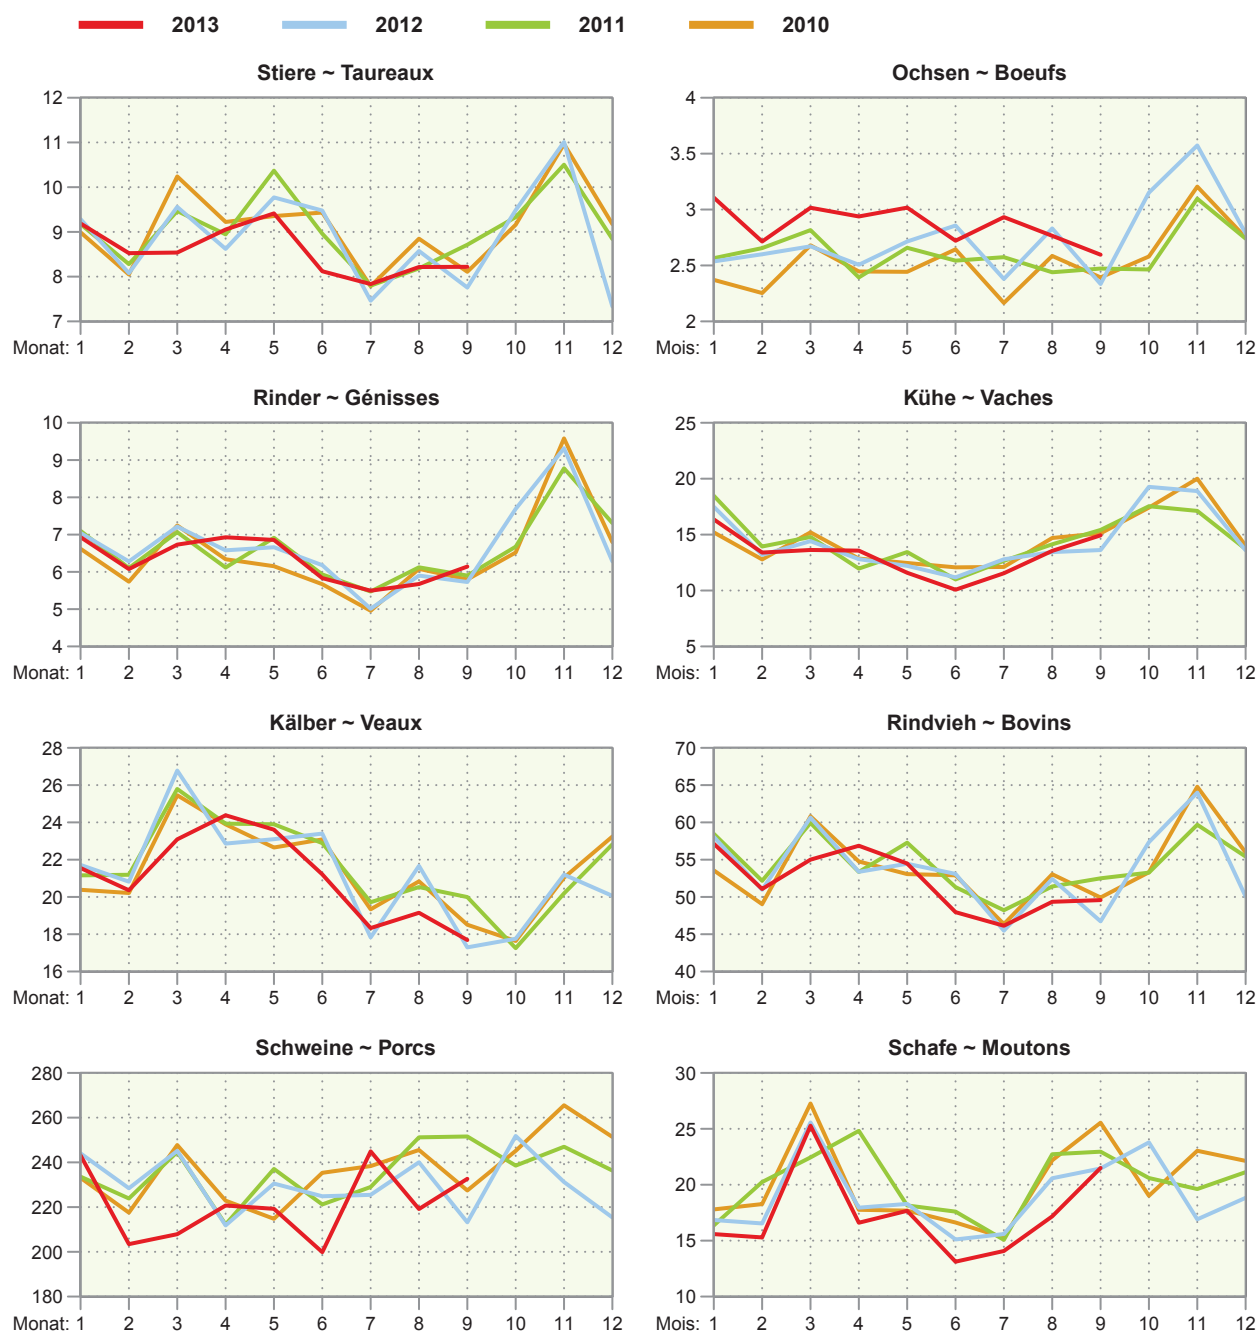 2013 2012 2011 2010
Stiere ~ Taureaux Ochsen ~ Boeufs
12 4
11 3.5
10
9 3
8 2.5
7 2
Monat: 1 2 3 4 5 6 7 8 9 10 11 12 Mois: 1 2 3 4 5 6 7 8 9 10 11 12
Rinder ~ Génisses Kühe ~ Vaches
10 25
9
8 20
7 15
6
5 10
4 5
Monat: 1 2 3 4 5 6 7 8 9 10 11 12 Mois: 1 2 3 4 5 6 7 8 9 10 11 12
Kälber ~ Veaux Rindvieh ~ Bovins
28 70
26 65
24 60
22 55
20 50
18 45
16 40
Monat: 1 2 3 4 5 6 7 8 9 10 11 12 Mois: 1 2 3 4 5 6 7 8 9 10 11 12
Schweine ~ Porcs Schafe ~ Moutons
280 30
260 25
240
220 20
200 15
180 10
Monat: 1 2 3 4 5 6 7 8 9 10 11 12 Mois: 1 2 3 4 5 6 7 8 9 10 11 12